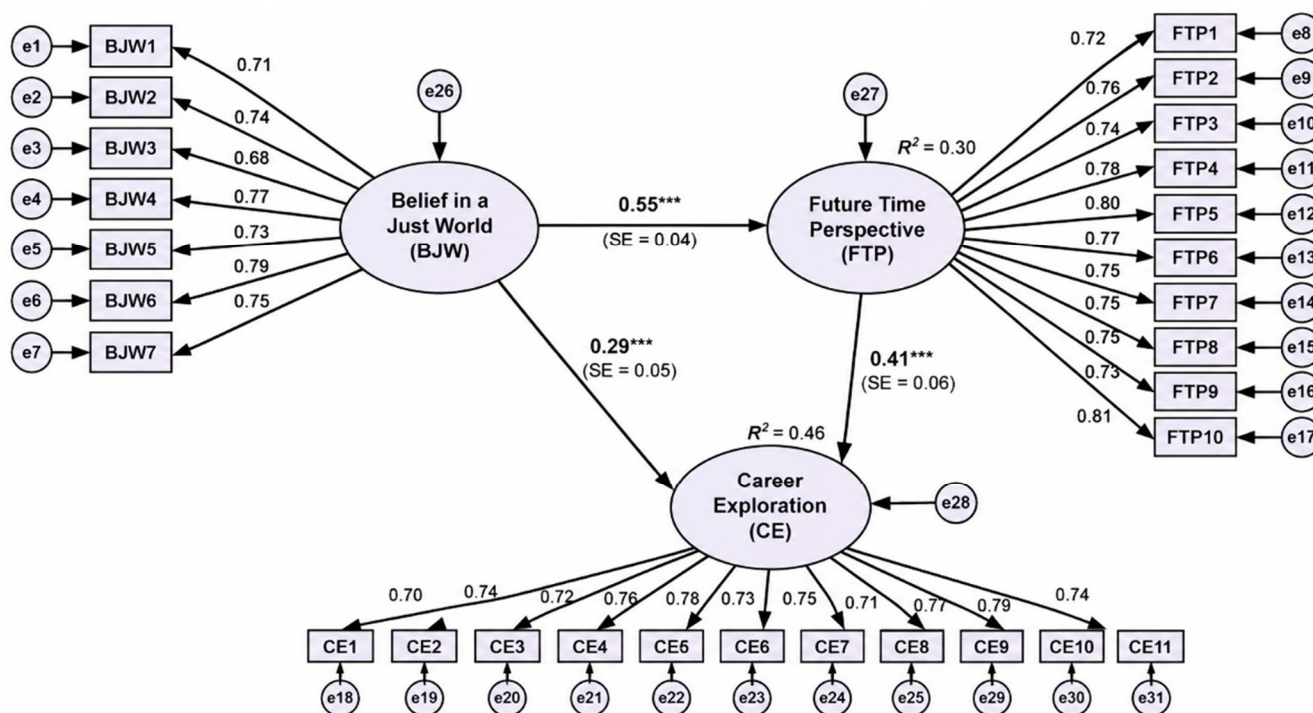 e1
BJW1
0.71
e2
BJW2
0.74
e3
BJW3
0.68
e4
BJW4
0.77
e5
BJW5
0.73
e6
BJW6
0.79
e7
BJW7
0.75
e26
Belief in a
Just World
(BJW)
0.55***
(SE = 0.04)
e27
R² = 0.30
Future Time
Perspective
(FTP)
0.72
FTP1
e8
0.76
FTP2
e9
0.74
FTP3
e10
0.78
FTP4
e11
0.80
FTP5
e12
0.77
FTP6
e13
0.75
FTP7
e14
0.75
FTP8
e15
0.75
FTP9
e16
0.73
0.81
FTP10
e17
0.29***
(SE = 0.05)
0.41***
(SE = 0.06)
R² = 0.46
Career
Exploration
(CE)
e28
0.70 0.74 0.72 0.76 0.78 0.73 0.75 0.71 0.77 0.79 0.74
CE1 CE2 CE3 CE4 CE5 CE6 CE7 CE8 CE9 CE10 CE11
e18 e19 e20 e21 e22 e23 e24 e25 e29 e30 e31